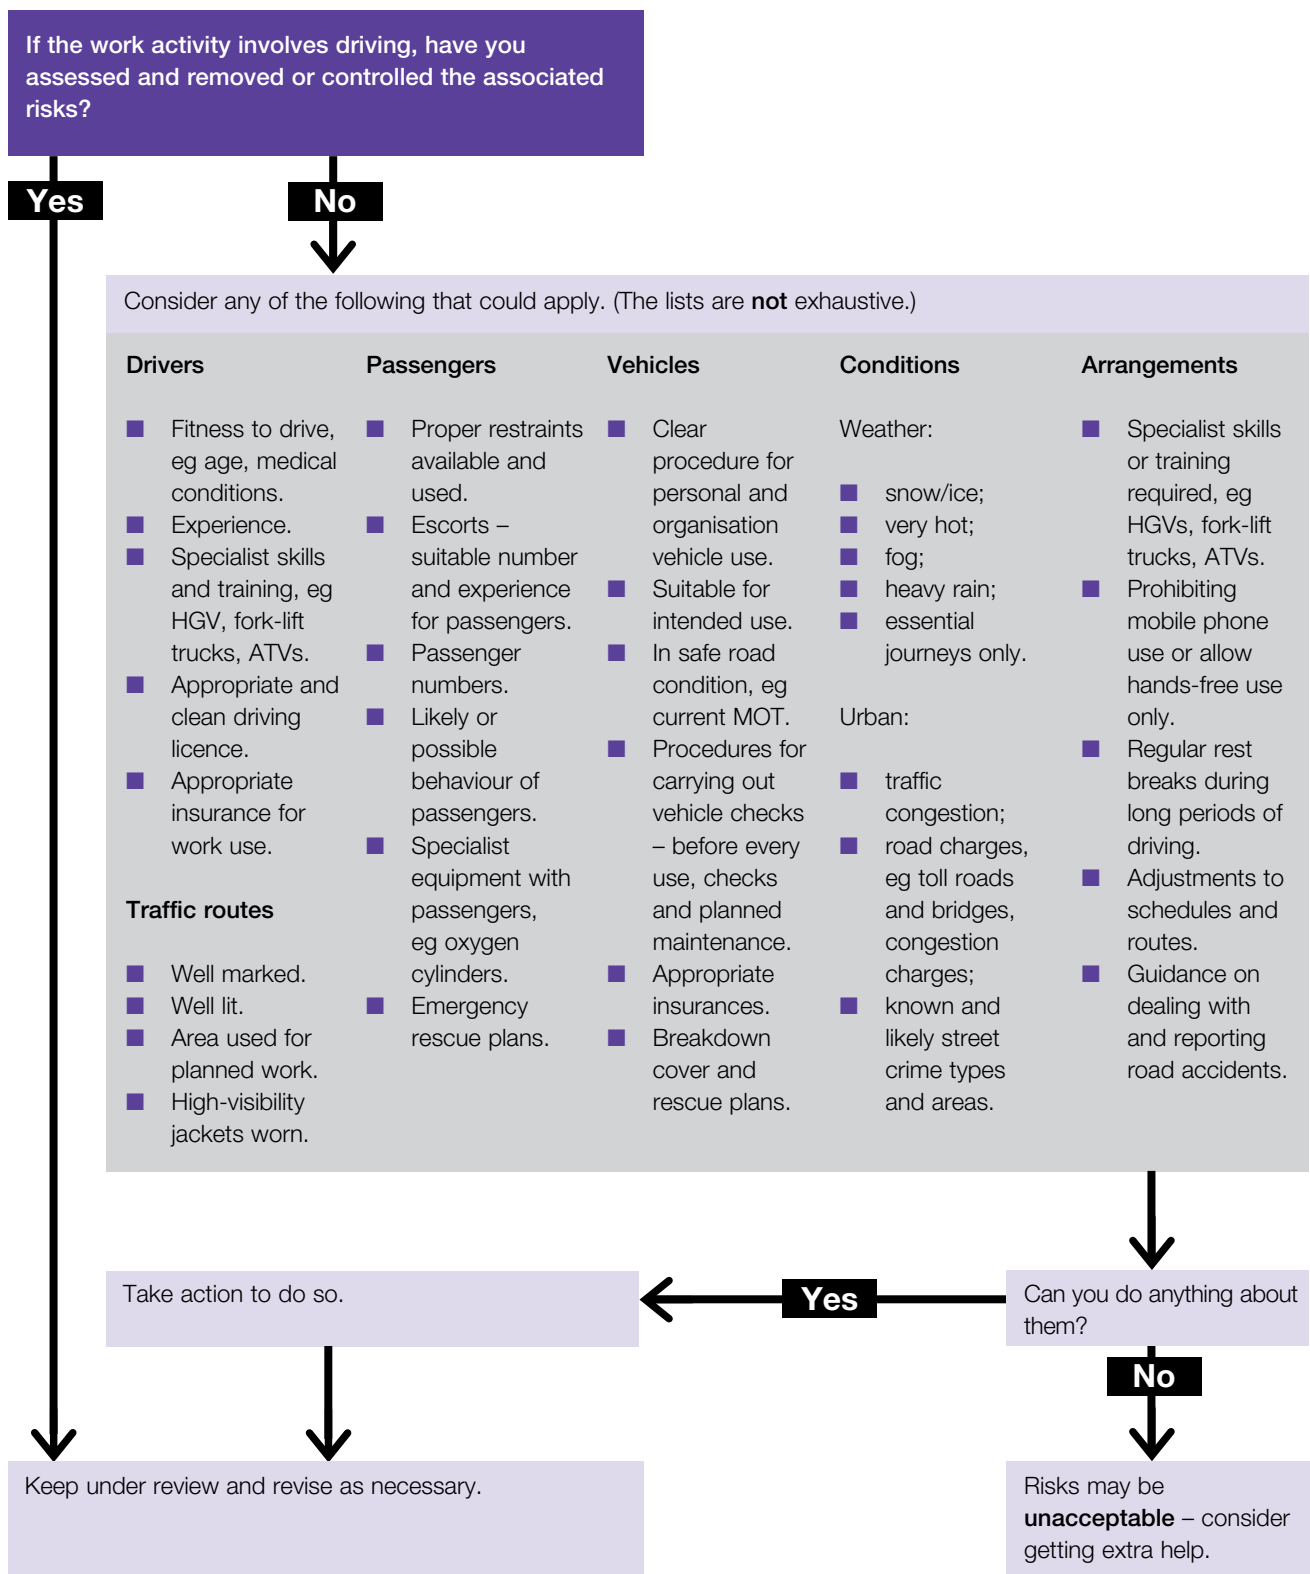 If the work activity involves driving, have you
assessed and removed or controlled the associated
risks?
Yes
No
Consider any of the following that could apply. (The lists are not exhaustive.)
Drivers
Fitness to drive,
eg age, medical
conditions.
Experience.
Specialist skills
and training, eg
HGV, fork-lift
trucks, ATVs.
Appropriate and
clean driving
licence.
Appropriate
insurance for
work use.
Traffic routes
Well marked.
Well lit.
Area used for
planned work.
High-visibility
jackets worn.
Passengers
Proper restraints
available and
used.
Escorts –
suitable number
and experience
for passengers.
Passenger
numbers.
Likely or
possible
behaviour of
passengers.
Specialist
equipment with
passengers,
eg oxygen
cylinders.
Emergency
rescue plans.
Vehicles
Clear
procedure for
personal and
organisation
vehicle use.
Suitable for
intended use.
In safe road
condition, eg
current MOT.
Procedures for
carrying out
vehicle checks
– before every
use, checks
and planned
maintenance.
Appropriate
insurances.
Breakdown
cover and
rescue plans.
Conditions
Weather:
snow/ice;
very hot;
fog;
heavy rain;
essential
journeys only.
Urban:
traffic
congestion;
road charges,
eg toll roads
and bridges,
congestion
charges;
known and
likely street
crime types
and areas.
Arrangements
Specialist skills
or training
required, eg
HGVs, fork-lift
trucks, ATVs.
Prohibiting
mobile phone
use or allow
hands-free use
only.
Regular rest
breaks during
long periods of
driving.
Adjustments to
schedules and
routes.
Guidance on
dealing with
and reporting
road accidents.
Take action to do so.
Yes
Can you do anything about
them?
No
Keep under review and revise as necessary.
Risks may be
unacceptable – consider
getting extra help.